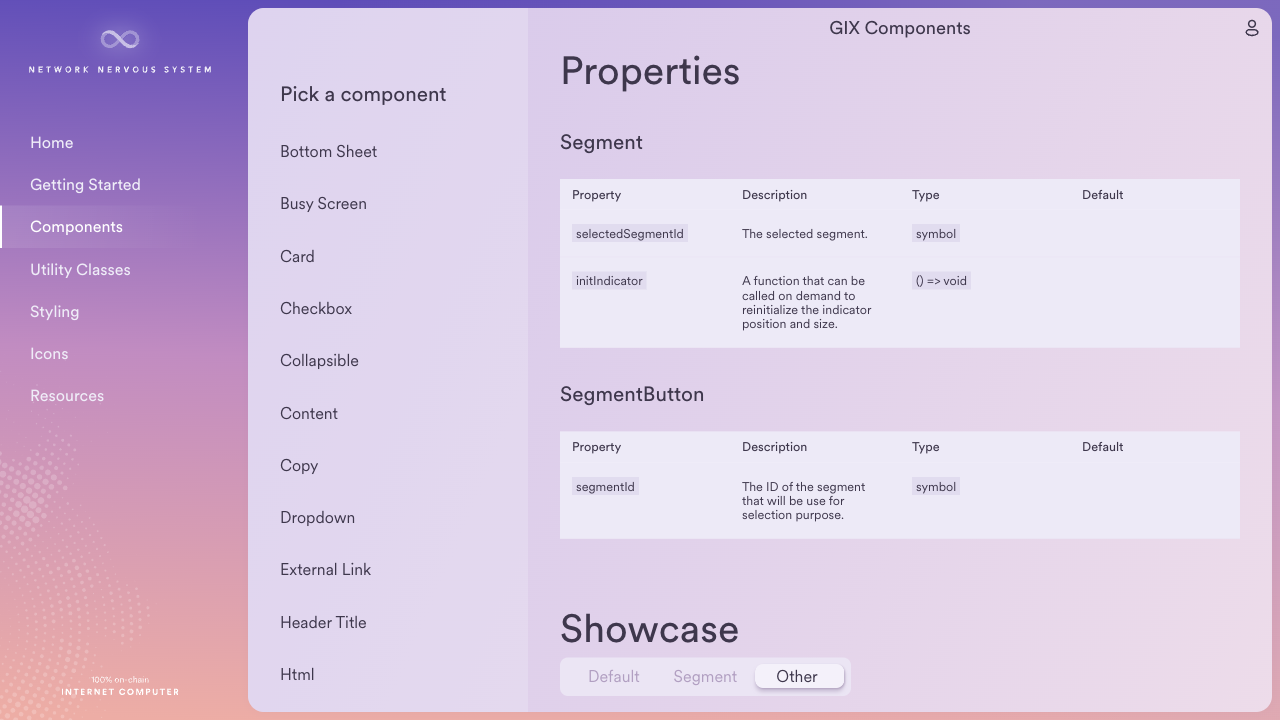 NETWORK NERVOUS SYSTEM
Home
Getting Started
Components
Utility Classes
Styling
Icons
Resources
100% on-chain
INTERNET COMPUTER
Pick a component
Bottom Sheet
Busy Screen
Card
Checkbox
Collapsible
Content
Copy
Dropdown
External Link
Header Title
Html
GIX Components
Properties
Segment
Property Description Type Default
selectedSegmentId The selected segment. symbol
initIndicator A function that can be () => void
called on demand to
reinitialize the indicator
position and size.
SegmentButton
Property Description Type Default
segmentId The ID of the segment symbol
that will be use for
selection purpose.
Showcase
Default Segment Other